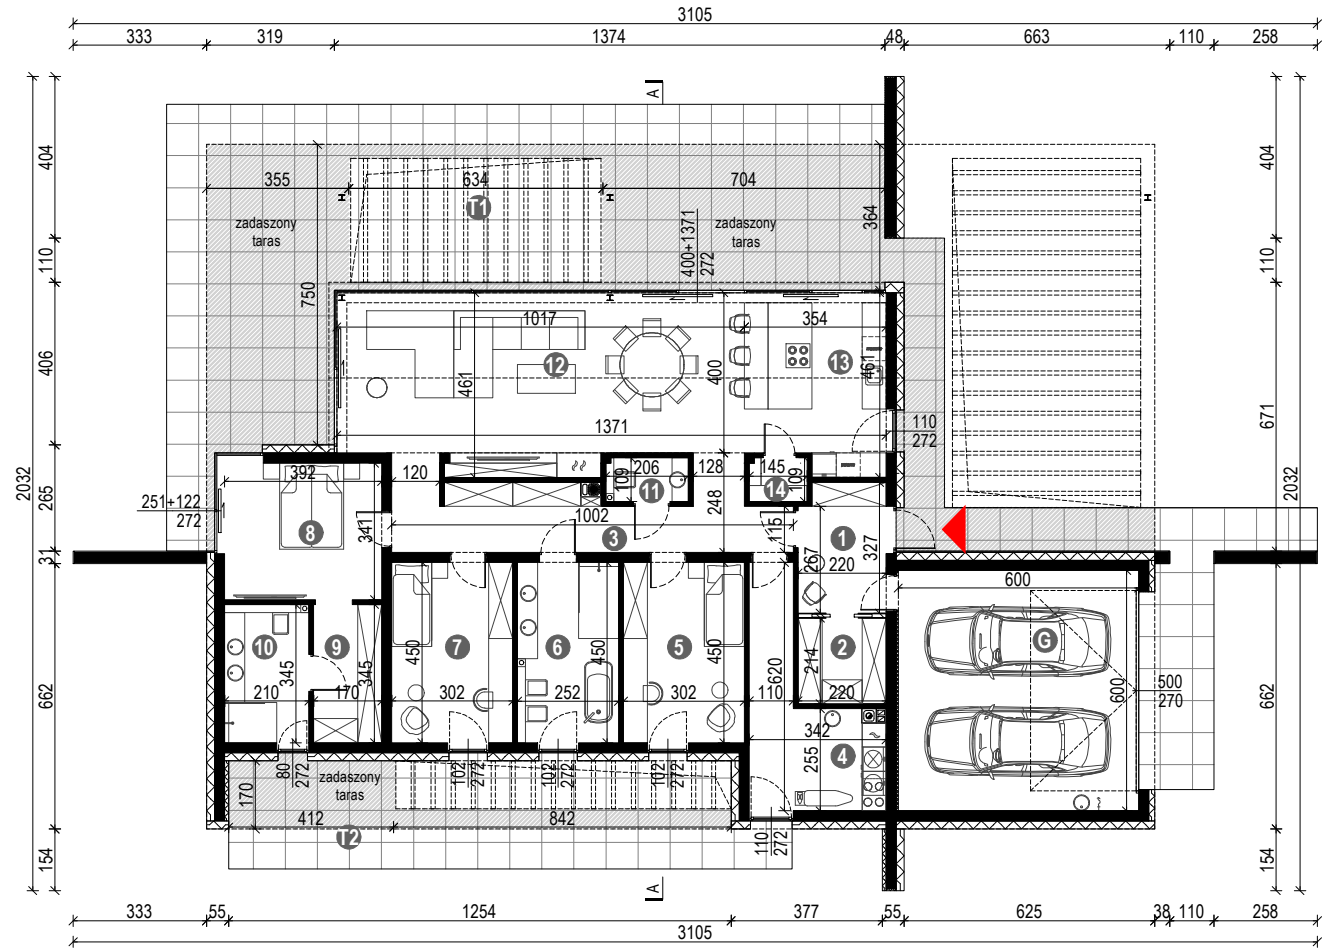 3105
333 319 1374 48 663 110 258
A
404 404
355 634 704
T1
zadaszony
taras
zadaszony
taras
364
400+1371
272
110 110
750
1017 354
12 13
461 400 461
406 671
1371
110
272
2032 2032
392 120 206 128 145
109 109
11 14
248
265
251+122
272
8 341 1002 115
3 1
327
267
220
31
600
10 9 7 6 5 2 G
450 450 450
345 345
620 214
600
500
270
662 662
210 170 302 252 302 110 220
342
4
255
80
272
102
272
102
272
102
272
zadaszony
taras
170
412 842
T2
110
272
154 154
A
333 55 1254 377 55 625 38 110 258
3105